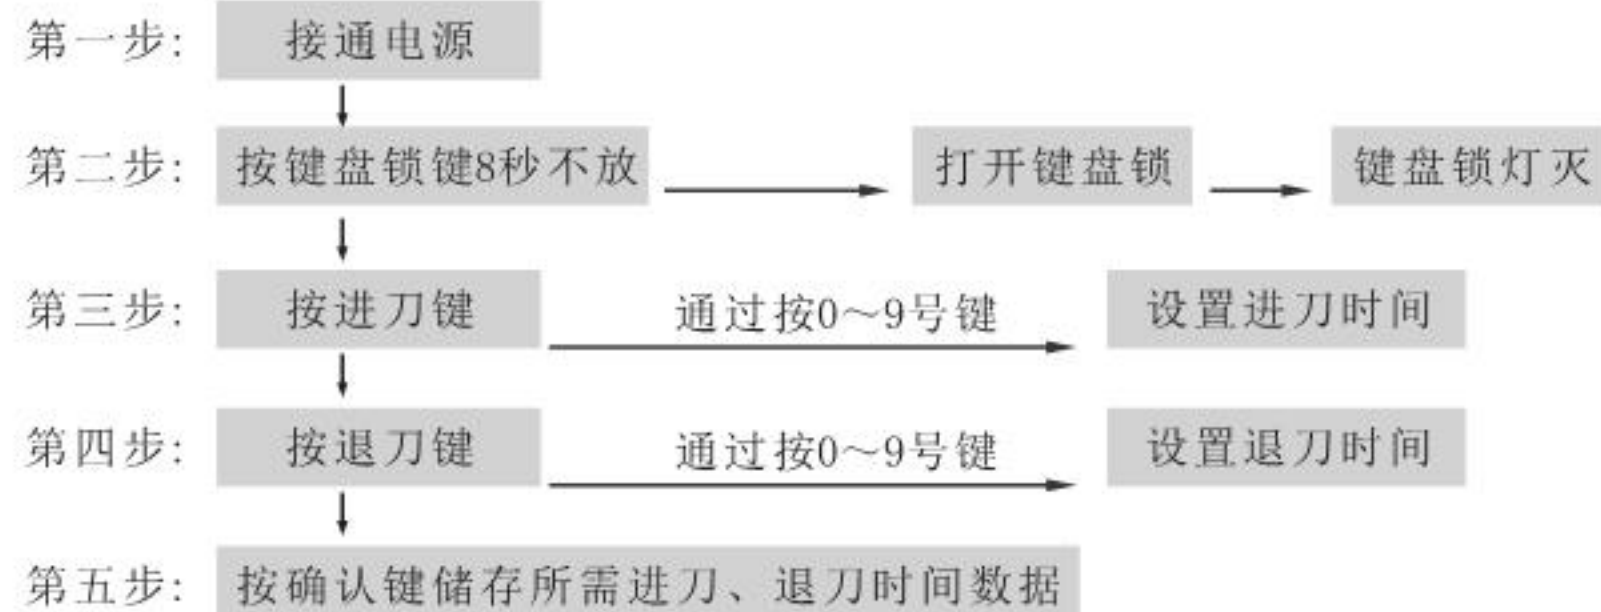 第一步: 接通电源
第二步: 按键盘锁键8秒不放 打开键盘锁 键盘锁灯灭
第三步: 按进刀键 通过按0～9号键 设置进刀时间
第四步: 按退刀键 通过按0～9号键 设置退刀时间
第五步: 按确认键储存所需进刀、退刀时间数据